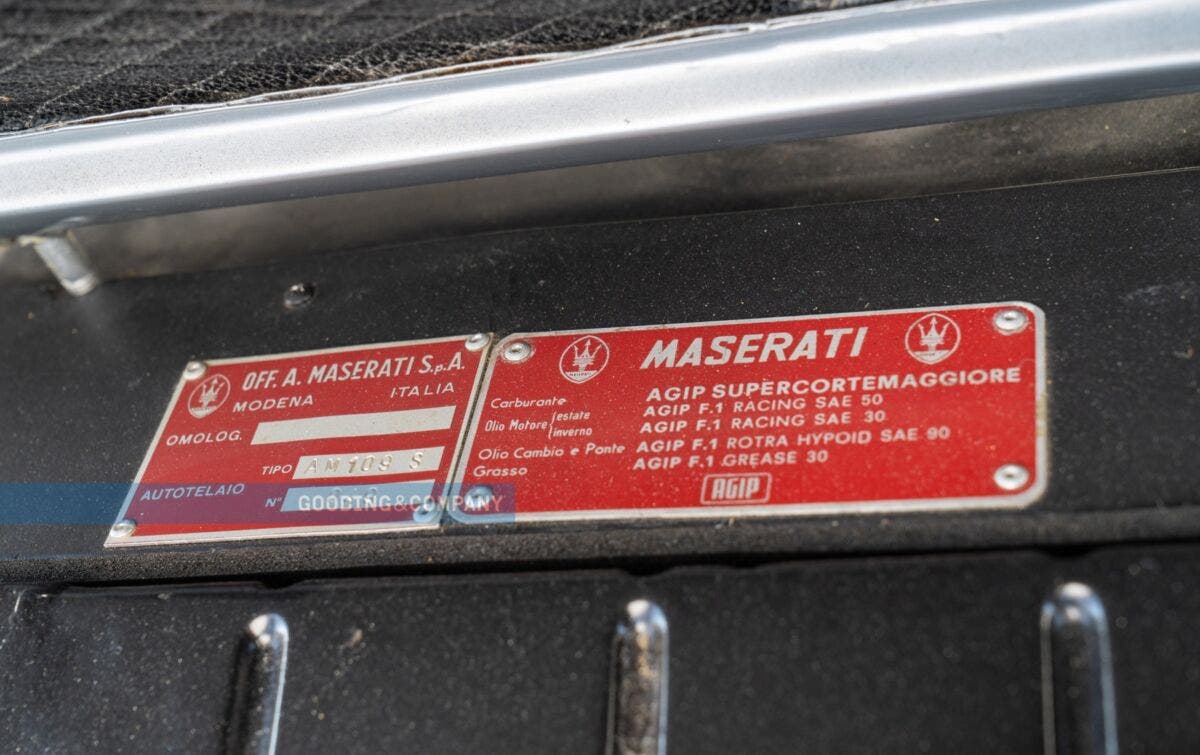 OFF. A. MASERATI S.p.A.
MODENA ITALIA
OMOLOG.
TIPO AM109 S
AUTOTELAIO
N°
GOODING & COMPANY
MASERATI
Carburante AGIP SUPERCORTEMAGGIORE
Olio Motore estate AGIP F.1 RACING SAE 50
inverno AGIP F.1 RACING SAE 30
Olio Cambio e Ponte AGIP F.1 ROTRA HYPOID SAE 90
Grasso AGIP F.1 GREASE 30
AGIP